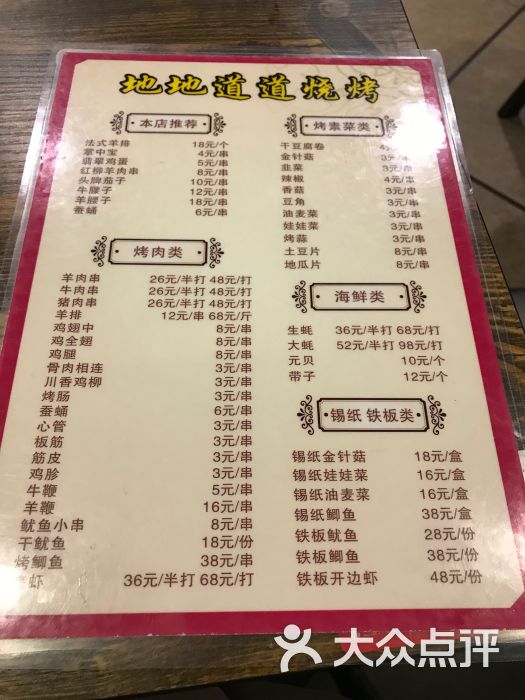 地地道道烧烤
本店推荐
法式羊排 18元/个
掌中宝 4元/串
翡翠鸡蛋 5元/串
红柳羊肉串 8元/串
头牌茄子 10元/串
牛腰子 12元/串
羊腰子 18元/串
蚕蛹 6元/串
烤肉类
羊肉串 26元/半打 48元/打
牛肉串 26元/半打 48元/打
猪肉串 26元/半打 48元/打
羊排 12元/串 68元/斤
鸡翅中 8元/串
鸡全翅 8元/串
鸡腿 8元/串
骨肉相连 3元/串
川香鸡柳 3元/串
烤肠 3元/串
蚕蛹 6元/串
心管 3元/串
板筋 3元/串
筋皮 3元/串
鸡胗 3元/串
牛鞭 5元/串
羊鞭 16元/串
鱿鱼小串 8元/串
干鱿鱼 18元/份
烤鲫鱼 38元/串
虾 36元/半打 68元/打
烤素菜类
干豆腐卷 4元/串
金针菇 3元/串
韭菜 3元/串
辣椒 4元/串
香菇 3元/串
豆角 3元/串
油麦菜 3元/串
娃娃菜 3元/串
烤蒜 3元/串
土豆片 8元/串
地瓜片 8元/串
海鲜类
生蚝 36元/半打 68元/打
大蚝 52元/半打 98元/打
元贝 10元/个
带子 12元/个
锡纸 铁板类
锡纸金针菇 18元/盒
锡纸娃娃菜 16元/盒
锡纸油麦菜 16元/盒
锡纸鲫鱼 38元/盒
铁板鱿鱼 28元/份
铁板鲫鱼 38元/份
铁板开边虾 48元/份
大众点评